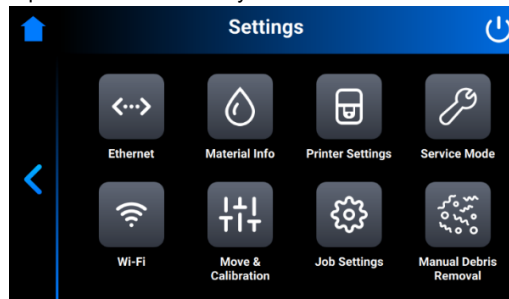 Settings
Ethernet
Material Info
Printer Settings
Service Mode
Wi-Fi
Move &
Calibration
Job Settings
Manual Debris
Removal